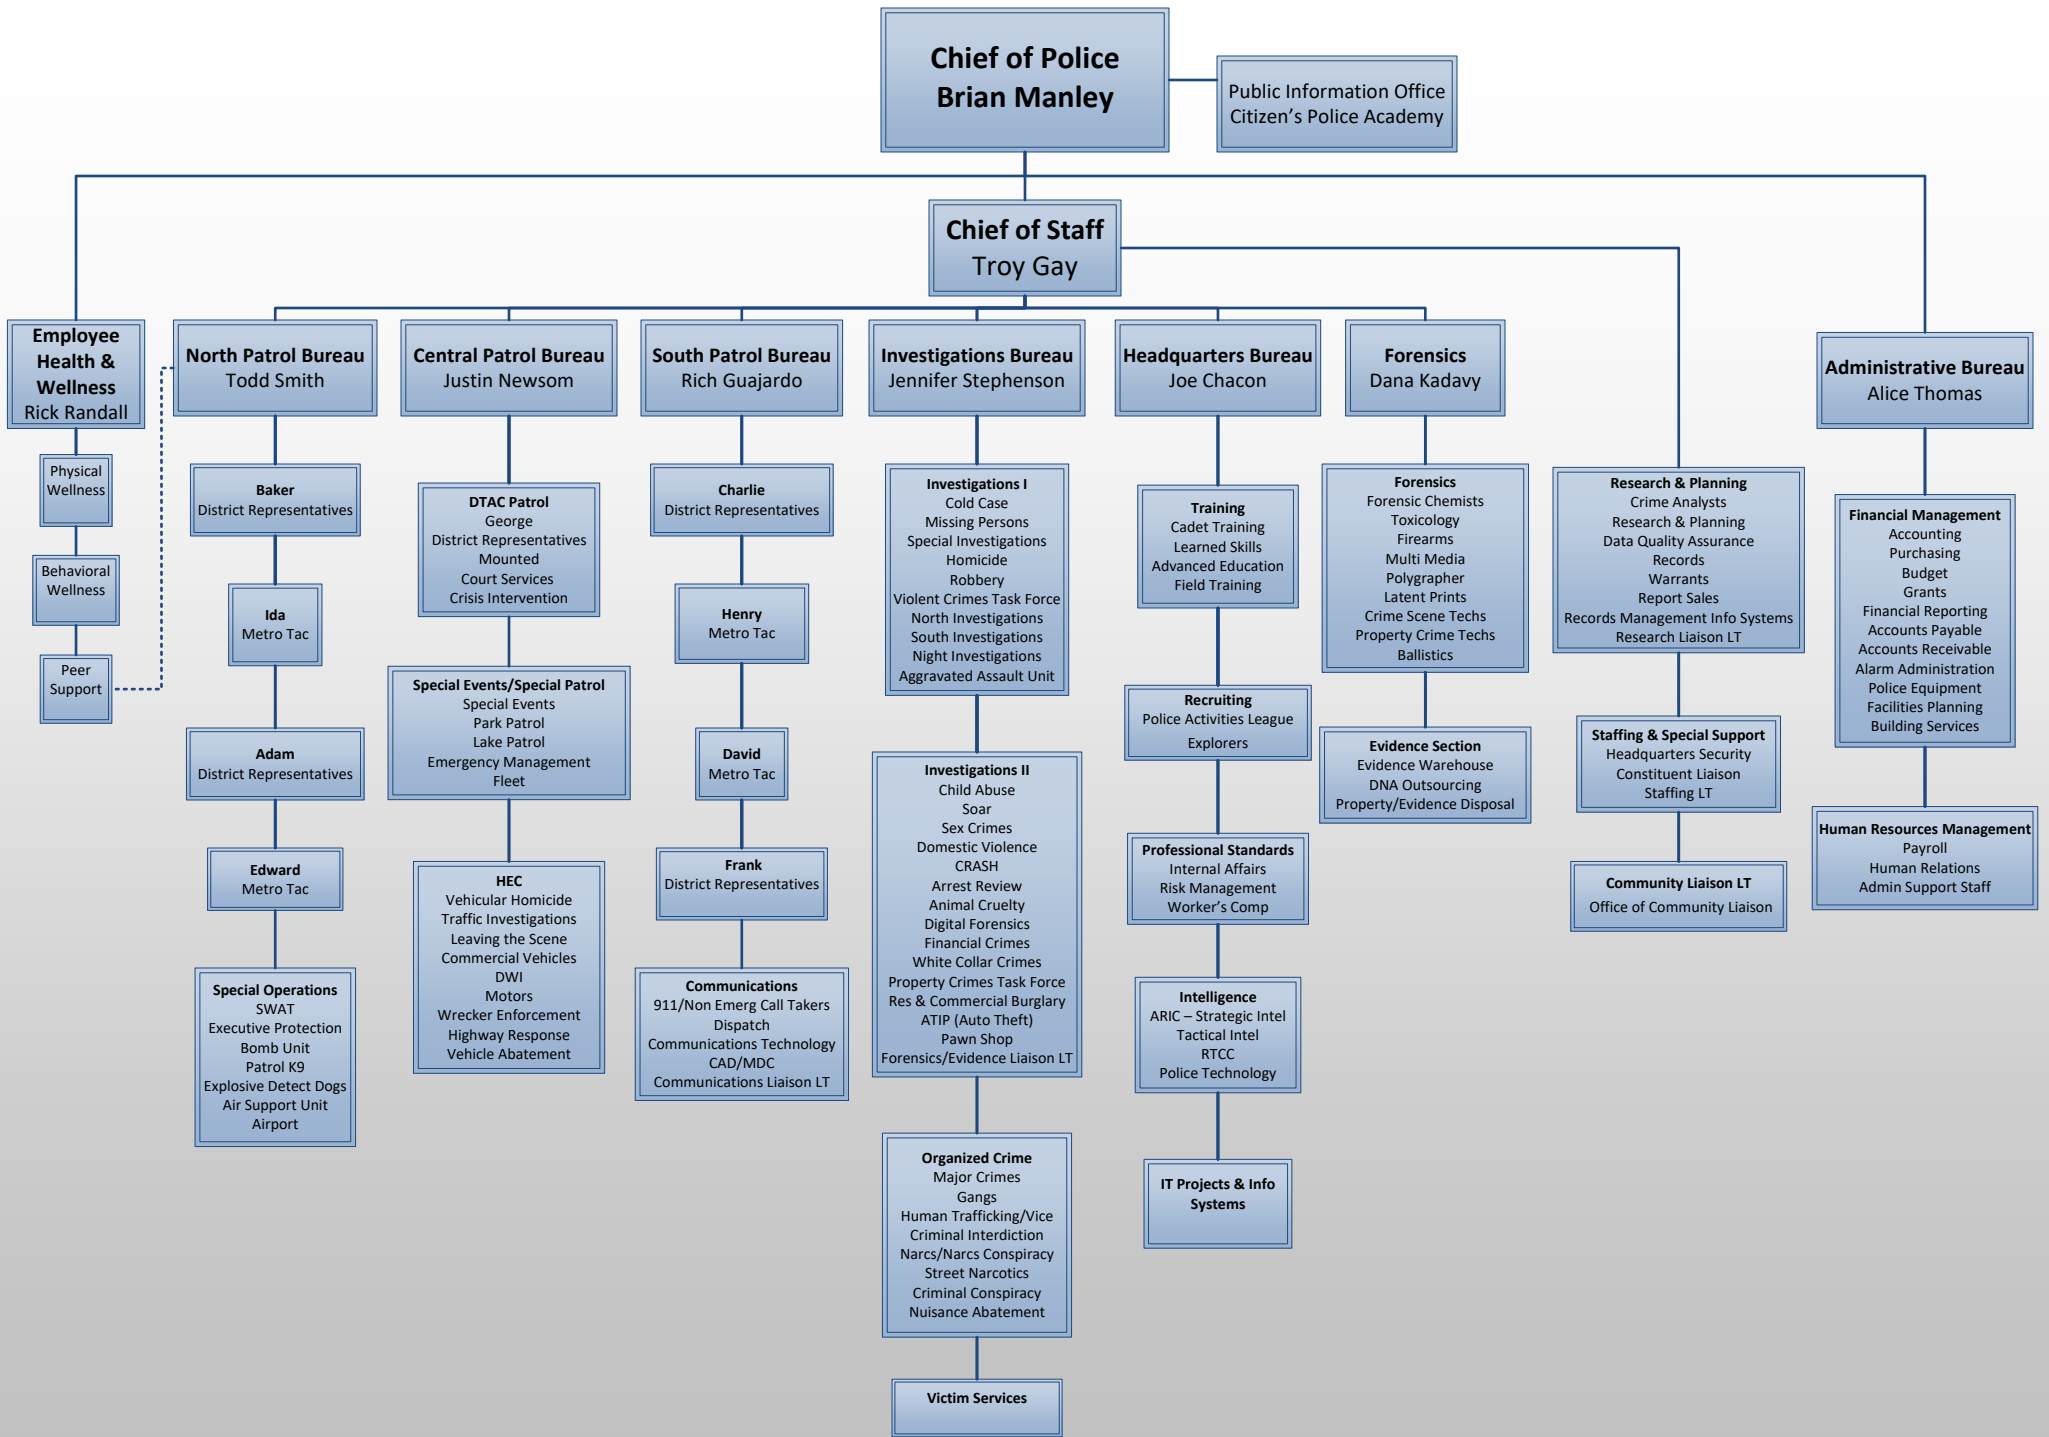 Chief of Police
Brian Manley
Public Information Office
Citizen’s Police Academy
Chief of Staff
Troy Gay
Employee
Health &
Wellness
Rick Randall
Physical
Wellness
Behavioral
Wellness
Peer
Support
North Patrol Bureau
Todd Smith
Baker
District Representatives
Ida
Metro Tac
Adam
District Representatives
Edward
Metro Tac
Special Operations
SWAT
Executive Protection
Bomb Unit
Patrol K9
Explosive Detect Dogs
Air Support Unit
Airport
Central Patrol Bureau
Justin Newsom
DTAC Patrol
George
District Representatives
Mounted
Court Services
Crisis Intervention
Special Events/Special Patrol
Special Events
Park Patrol
Lake Patrol
Emergency Management
Fleet
HEC
Vehicular Homicide
Traffic Investigations
Leaving the Scene
Commercial Vehicles
DWI
Motors
Wrecker Enforcement
Highway Response
Vehicle Abatement
South Patrol Bureau
Rich Guajardo
Charlie
District Representatives
Henry
Metro Tac
David
Metro Tac
Frank
District Representatives
Communications
911/Non Emerg Call Takers
Dispatch
Communications Technology
CAD/MDC
Communications Liaison LT
Investigations Bureau
Jennifer Stephenson
Investigations I
Cold Case
Missing Persons
Special Investigations
Homicide
Robbery
Violent Crimes Task Force
North Investigations
South Investigations
Night Investigations
Aggravated Assault Unit
Investigations II
Child Abuse
Soar
Sex Crimes
Domestic Violence
CRASH
Arrest Review
Animal Cruelty
Digital Forensics
Financial Crimes
White Collar Crimes
Property Crimes Task Force
Res & Commercial Burglary
ATIP (Auto Theft)
Pawn Shop
Forensics/Evidence Liaison LT
Organized Crime
Major Crimes
Gangs
Human Trafficking/Vice
Criminal Interdiction
Narcs/Narcs Conspiracy
Street Narcotics
Criminal Conspiracy
Nuisance Abatement
Victim Services
Headquarters Bureau
Joe Chacon
Training
Cadet Training
Learned Skills
Advanced Education
Field Training
Recruiting
Police Activities League
Explorers
Professional Standards
Internal Affairs
Risk Management
Worker’s Comp
Intelligence
ARIC – Strategic Intel
Tactical Intel
RTCC
Police Technology
IT Projects & Info
Systems
Forensics
Dana Kadavy
Forensics
Forensic Chemists
Toxicology
Firearms
Multi Media
Polygrapher
Latent Prints
Crime Scene Techs
Property Crime Techs
Ballistics
Evidence Section
Evidence Warehouse
DNA Outsourcing
Property/Evidence Disposal
Research & Planning
Crime Analysts
Research & Planning
Data Quality Assurance
Records
Warrants
Report Sales
Records Management Info Systems
Research Liaison LT
Staffing & Special Support
Headquarters Security
Constituent Liaison
Staffing LT
Community Liaison LT
Office of Community Liaison
Administrative Bureau
Alice Thomas
Financial Management
Accounting
Purchasing
Budget
Grants
Financial Reporting
Accounts Payable
Accounts Receivable
Alarm Administration
Police Equipment
Facilities Planning
Building Services
Human Resources Management
Payroll
Human Relations
Admin Support Staff